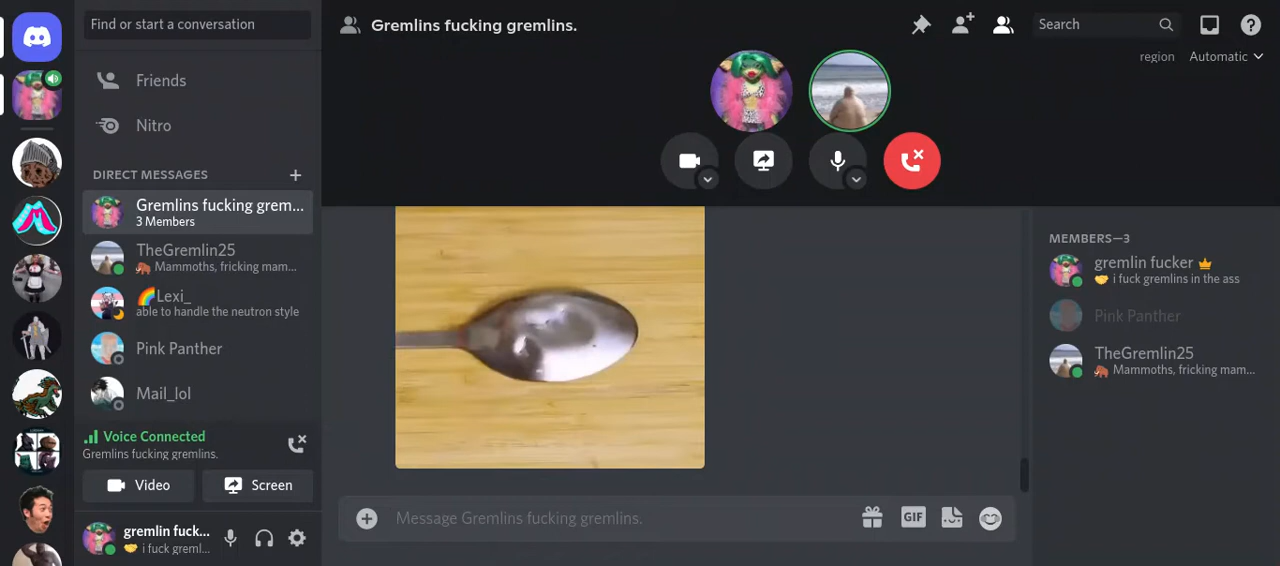 Find or start a conversation
Friends
Nitro
DIRECT MESSAGES
Gremlins fucking grem...
3 Members
TheGremlin25
🦣 Mammoths, fricking mam...
🌈Lexi_
able to handle the neutron style
Pink Panther
Mail_lol
Voice Connected
Gremlins fucking gremlins.
Video
Screen
gremlin fuck...
🤝 i fuck greml...
Gremlins fucking gremlins.
Search
region
Automatic
Message Gremlins fucking gremlins.
GIF
MEMBERS—3
gremlin fucker
🤝 i fuck gremlins in the ass
Pink Panther
TheGremlin25
🦣 Mammoths, fricking mam...